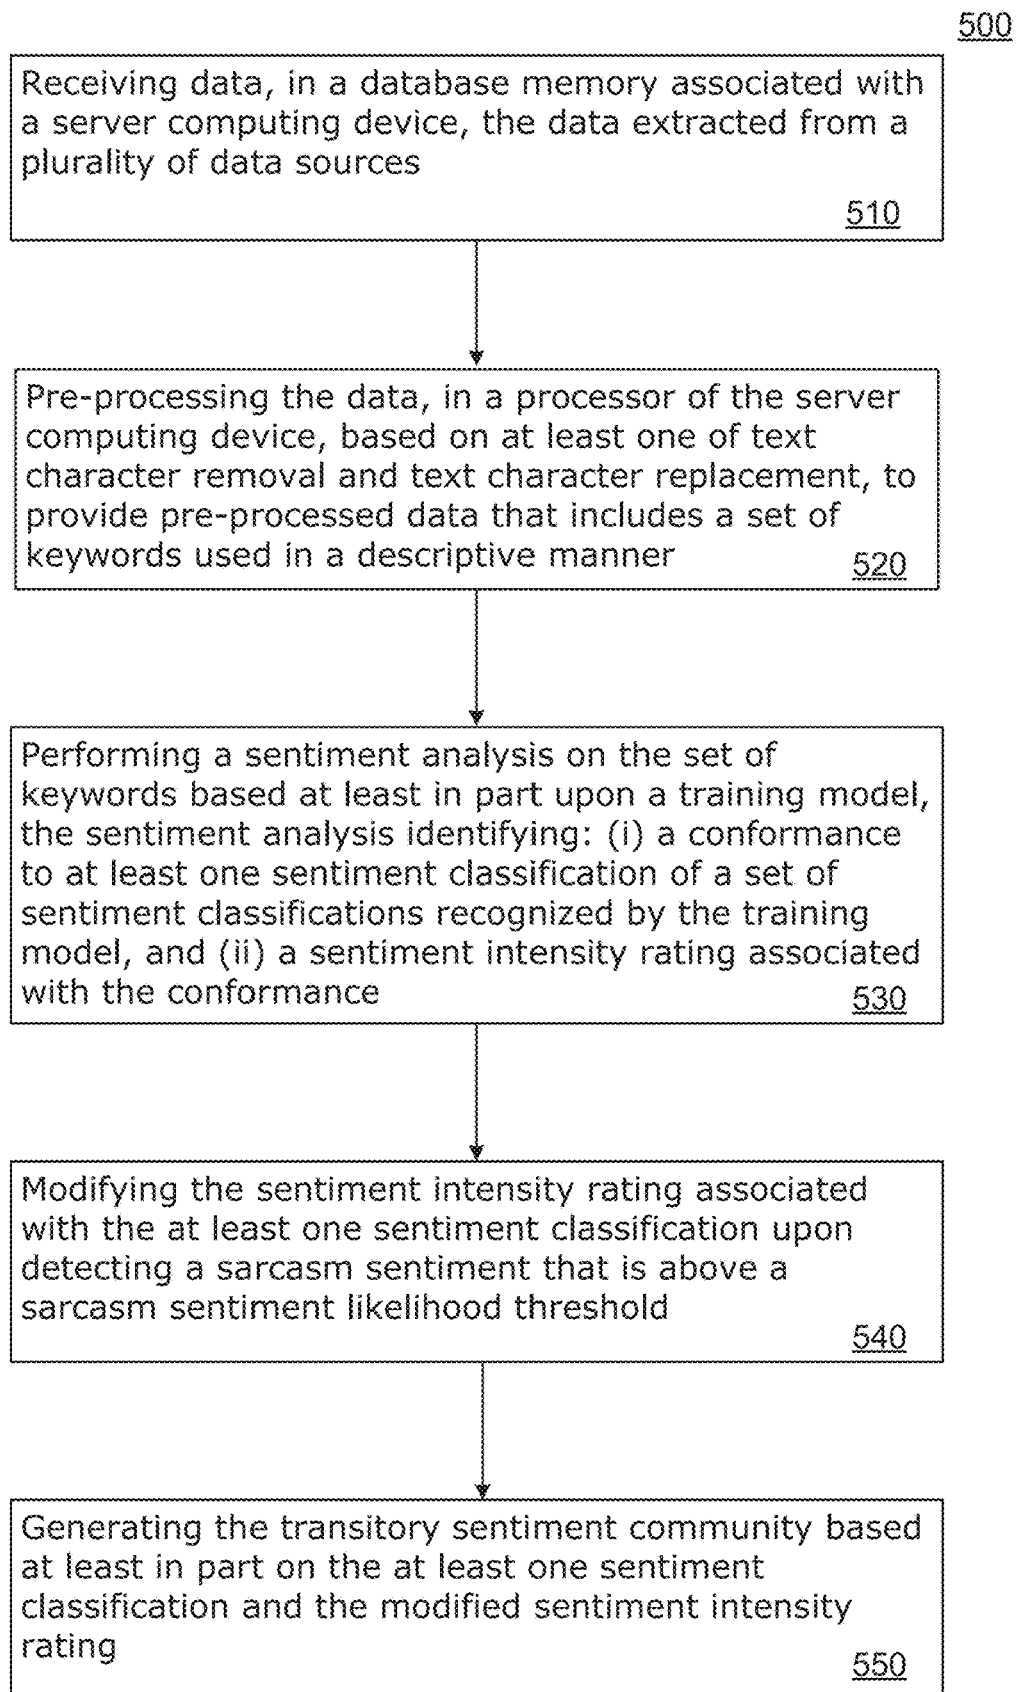 500
Receiving data, in a database memory associated with
a server computing device, the data extracted from a
plurality of data sources
510
Pre-processing the data, in a processor of the server
computing device, based on at least one of text
character removal and text character replacement, to
provide pre-processed data that includes a set of
keywords used in a descriptive manner
520
Performing a sentiment analysis on the set of
keywords based at least in part upon a training model,
the sentiment analysis identifying: (i) a conformance
to at least one sentiment classification of a set of
sentiment classifications recognized by the training
model, and (ii) a sentiment intensity rating associated
with the conformance
530
Modifying the sentiment intensity rating associated
with the at least one sentiment classification upon
detecting a sarcasm sentiment that is above a
sarcasm sentiment likelihood threshold
540
Generating the transitory sentiment community based
at least in part on the at least one sentiment
classification and the modified sentiment intensity
rating
550